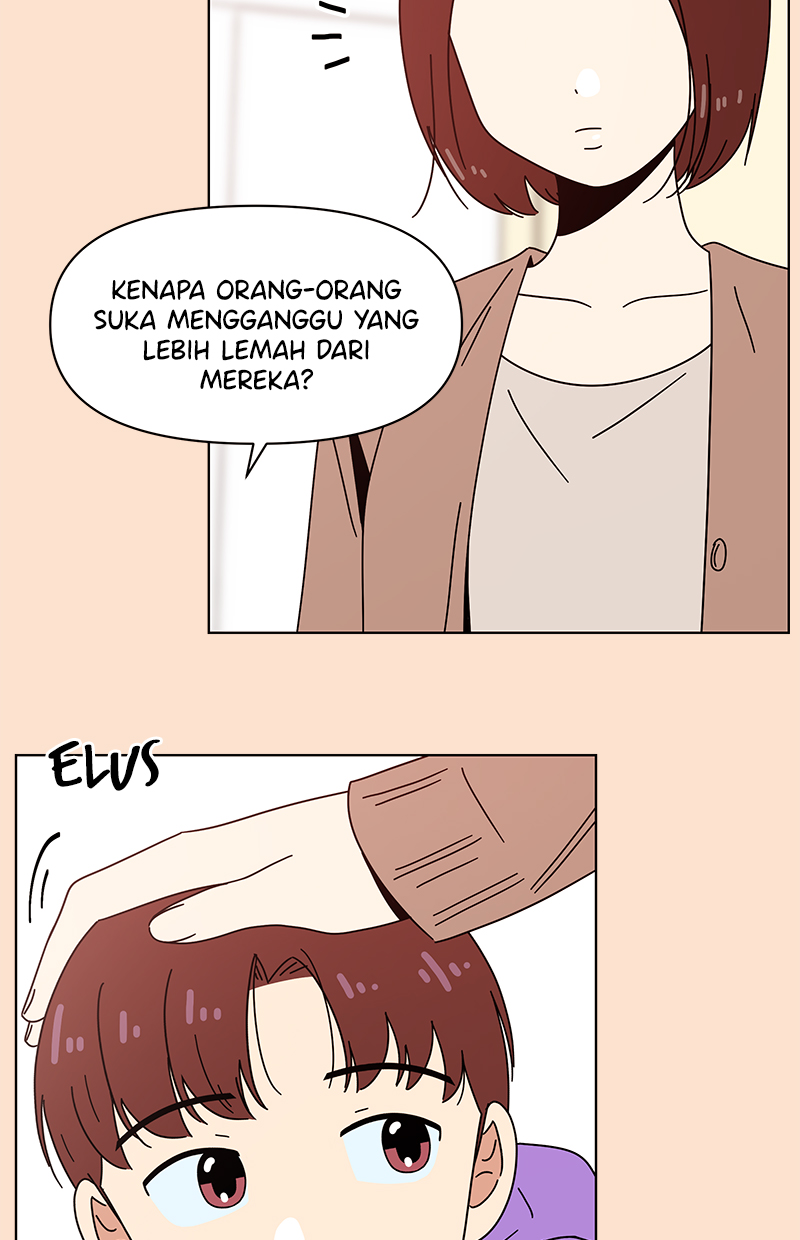 KENAPA ORANG-ORANG
SUKA MENGGANGGU YANG
LEBIH LEMAH DARI
MEREKA?
ELUS